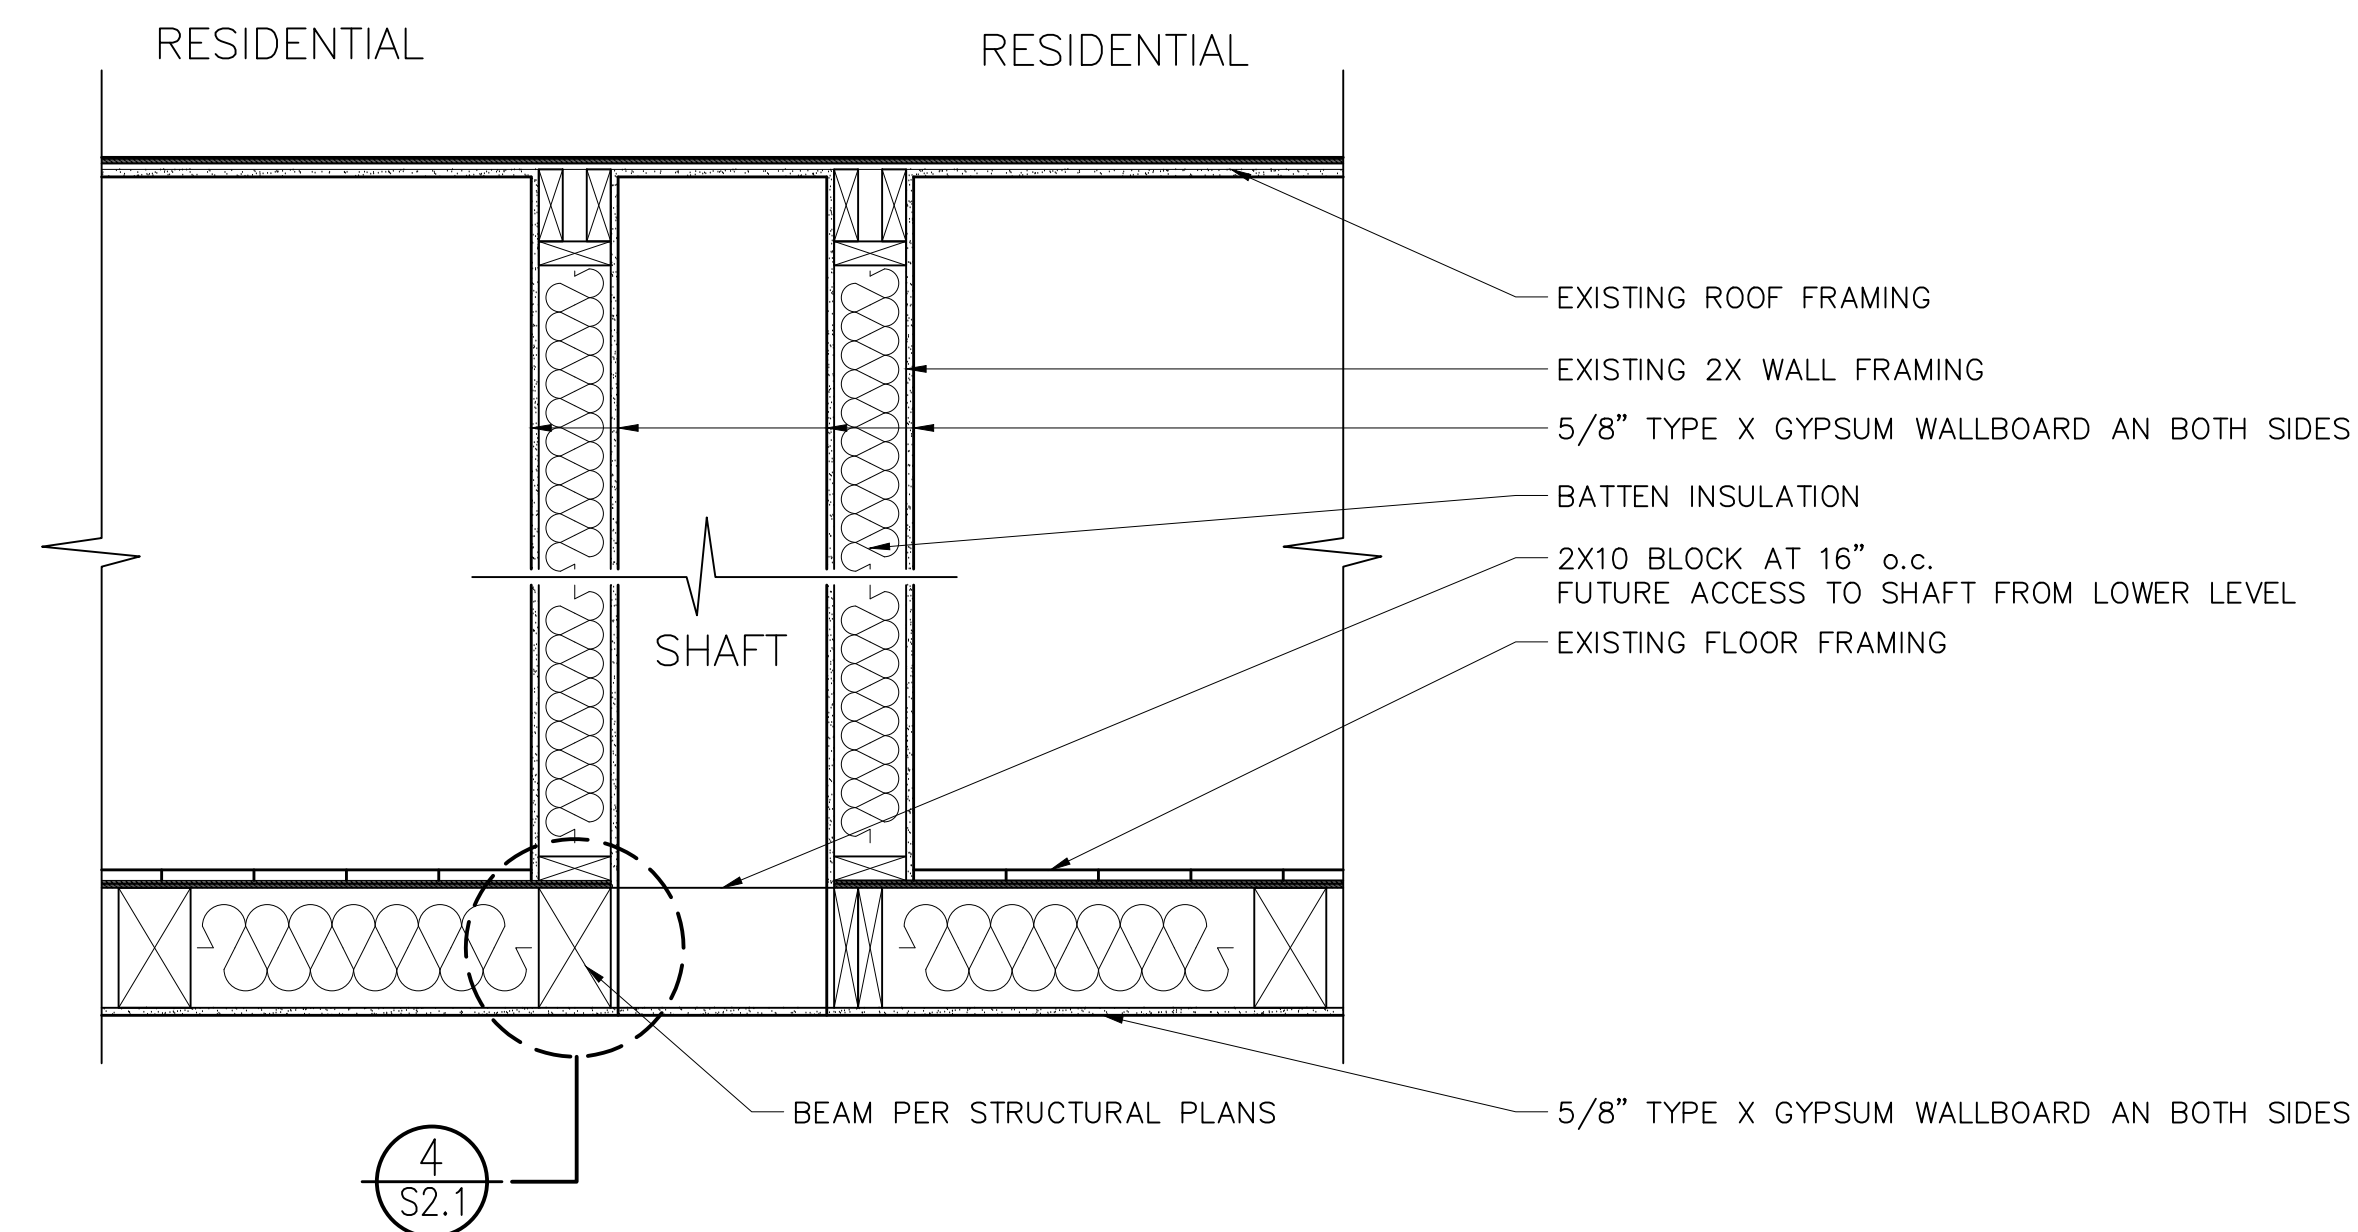 RESIDENTIAL
RESIDENTIAL
EXISTING ROOF FRAMING
EXISTING 2X WALL FRAMING
5/8” TYPE X GYPSUM WALLBOARD AN BOTH SIDES
BATTEN INSULATION
2X10 BLOCK AT 16” o.c.
FUTURE ACCESS TO SHAFT FROM LOWER LEVEL
SHAFT
EXISTING FLOOR FRAMING
BEAM PER STRUCTURAL PLANS
5/8” TYPE X GYPSUM WALLBOARD AN BOTH SIDES
4
S2.1